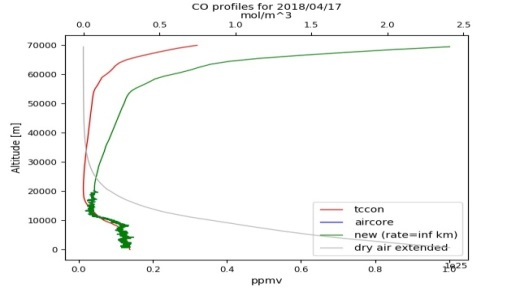 CO profiles for 2018/04/17
mol/m^3
0.0 0.5 1.0 1.5 2.0 2.5
70000
60000
50000
40000
30000
20000
10000
0
Altitude [m]
tccon
aircore
new (rate=inf km)
dry air extended
1e25
0.0 0.2 0.4 0.6 0.8 1.0
ppmv